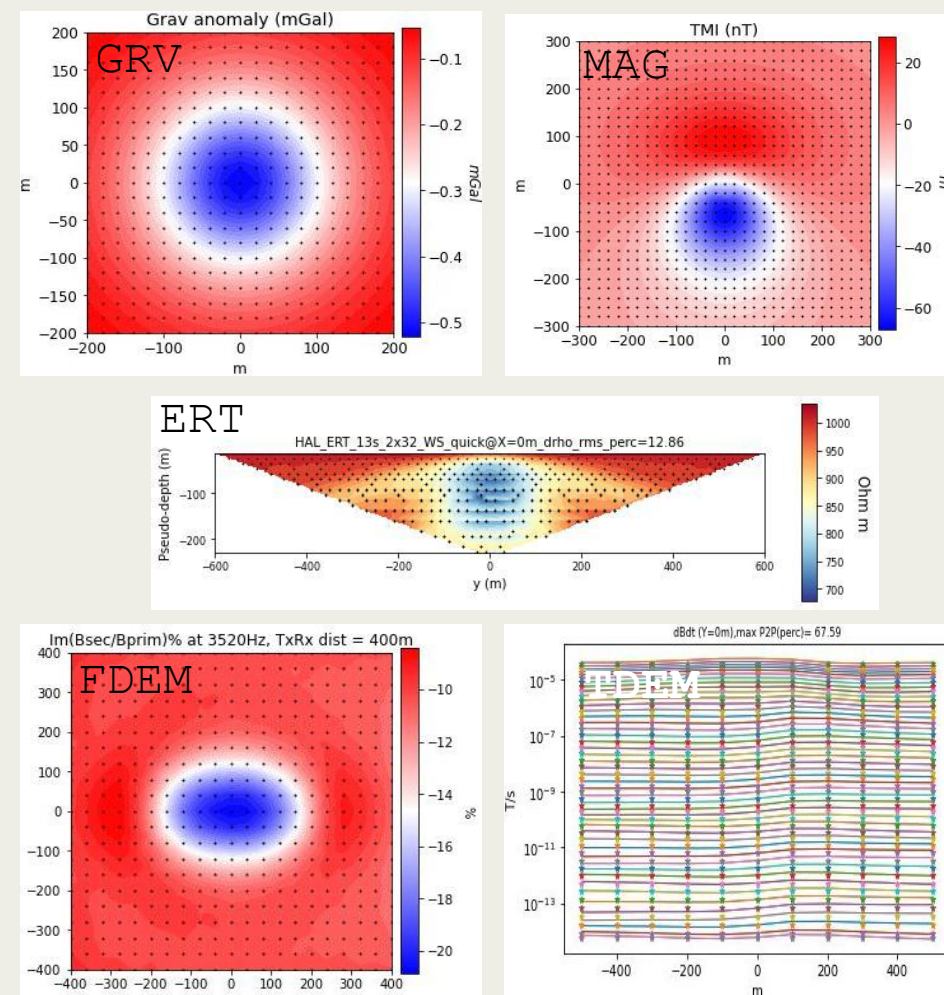 Grav anomaly (mGal)
GRV
200
150
100
50
0
−50
−100
−150
−200
m
−200 −100 0 100 200
m
−0.1
−0.2
−0.3
−0.4
−0.5
mGal
TMI (nT)
MAG
300
200
100
0
−100
−200
−300
m
−300 −200 −100 0 100 200 300
m
20
0
−20
−40
−60
ERT
HAL_ERT_13s_2x32_WS_quick@X=0m_drho_rms_perc=12.86
Pseudo-depth (m)
−100
−200
−600 −400 −200 0 200 400 600
y (m)
1000
950
900
850
800
750
700
Ohm m
Im(Bsec/Bprim)% at 3520Hz, TxRx dist = 400m
FDEM
400
300
200
100
0
−100
−200
−300
−400
−400 −300 −200 −100 0 100 200 300 400
−10
−12
−14
−16
−18
−20
%
dBdt (Y=0m),max P2P(perc)= 67.59
TDEM
10−5
10−7
10−9
10−11
10−13
T/s
−400 −200 0 200 400
m